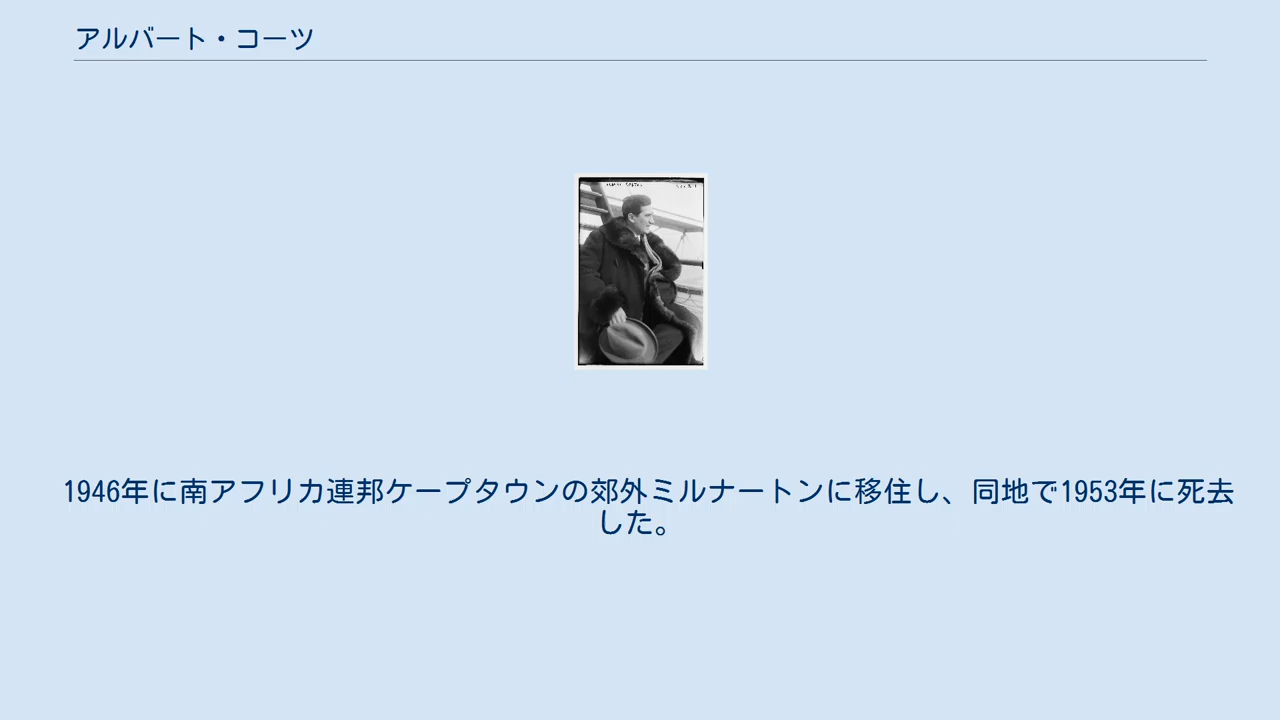 アルバート・コーツ
1946年に南アフリカ連邦ケープタウンの郊外ミルナートンに移住し、同地で1953年に死去
した。